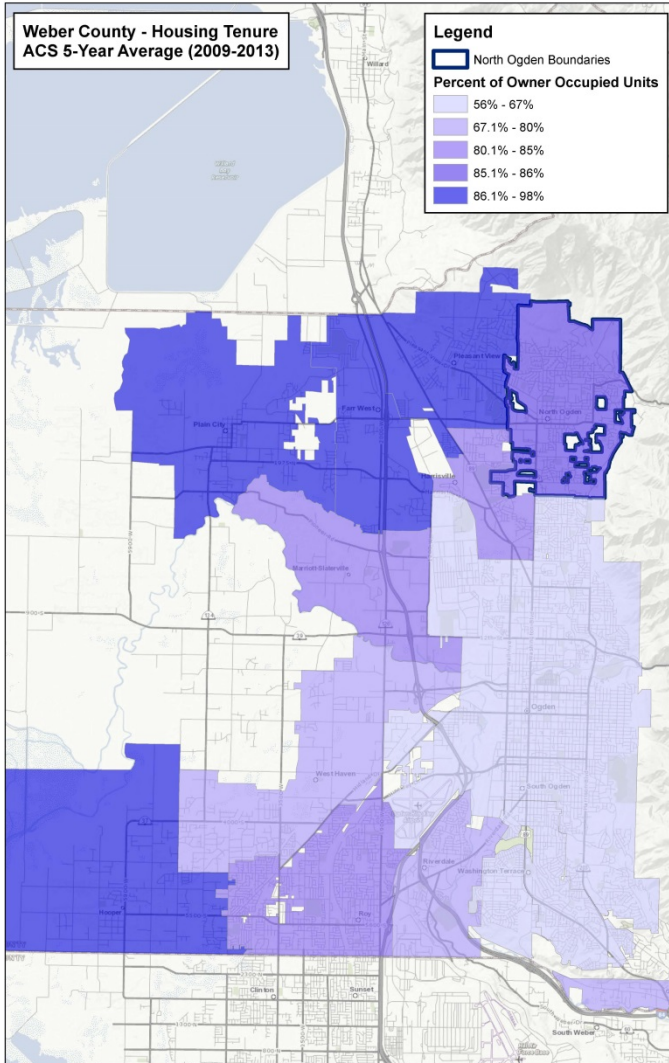 Weber County - Housing Tenure
ACS 5-Year Average (2009-2013)
Legend
North Ogden Boundaries
Percent of Owner Occupied Units
56% - 67%
67.1% - 80%
80.1% - 85%
85.1% - 86%
86.1% - 98%
Willard
Pleasant View
North Ogden
Farr West
Plain City
Harrisville
Marriott-Slaterville
Ogden
West Haven
South Ogden
Riverdale
Washington Terrace
Hooper
Roy
Clinton
Sunset
South Weber